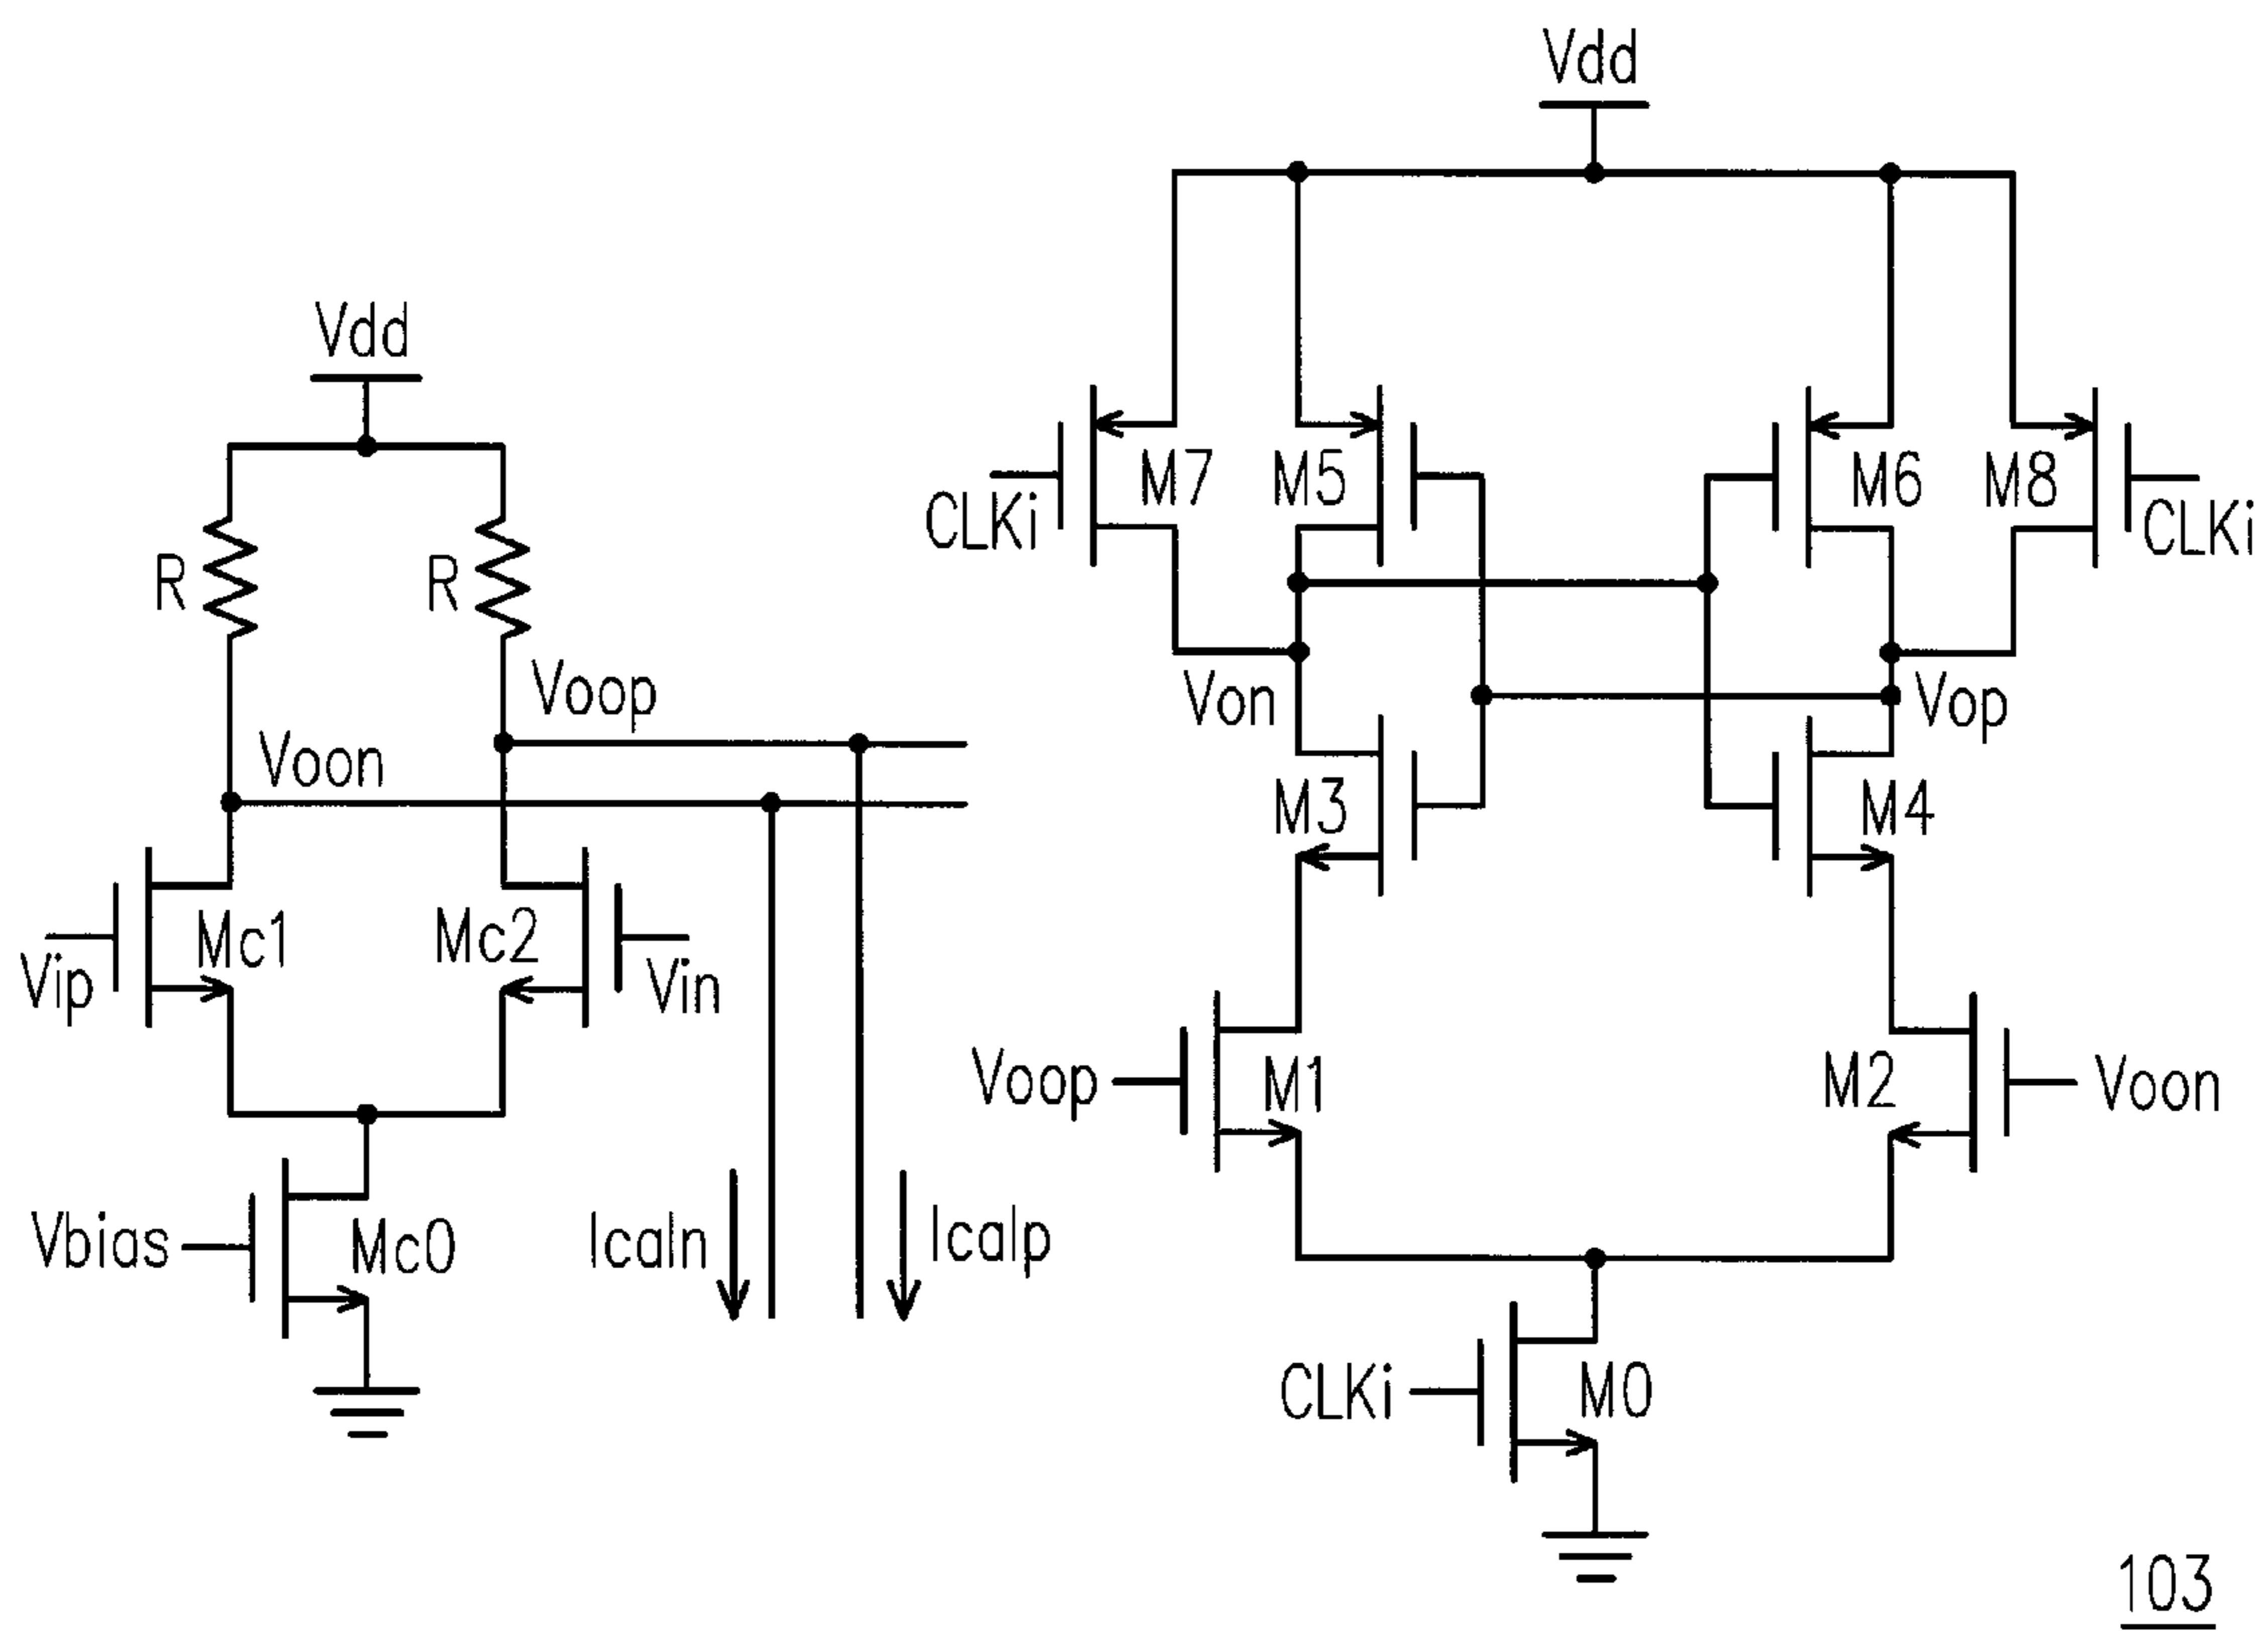 Vdd
Vdd
M7
M5
M6
M8
CLKi
CLKi
R
R
Voop
Von
Vop
Voon
M3
M4
Mc1
Mc2
Vip
Vin
Voop
M1
M2
Voon
Vbias
Mc0
Icaln
Icalp
CLKi
M0
103